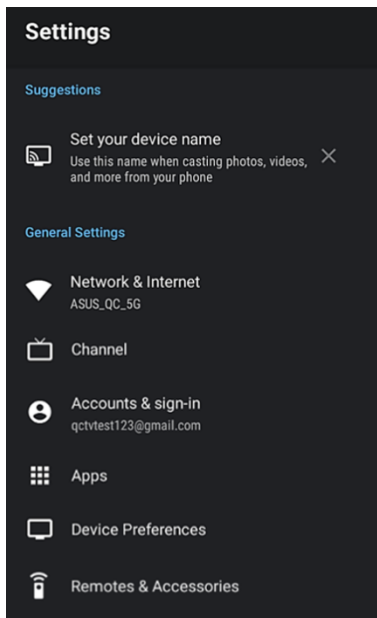 Settings
Suggestions
Set your device name
Use this name when casting photos, videos,
and more from your phone
General Settings
Network & Internet
ASUS_QC_5G
Channel
Accounts & sign-in
qctvtest123@gmail.com
Apps
Device Preferences
Remotes & Accessories